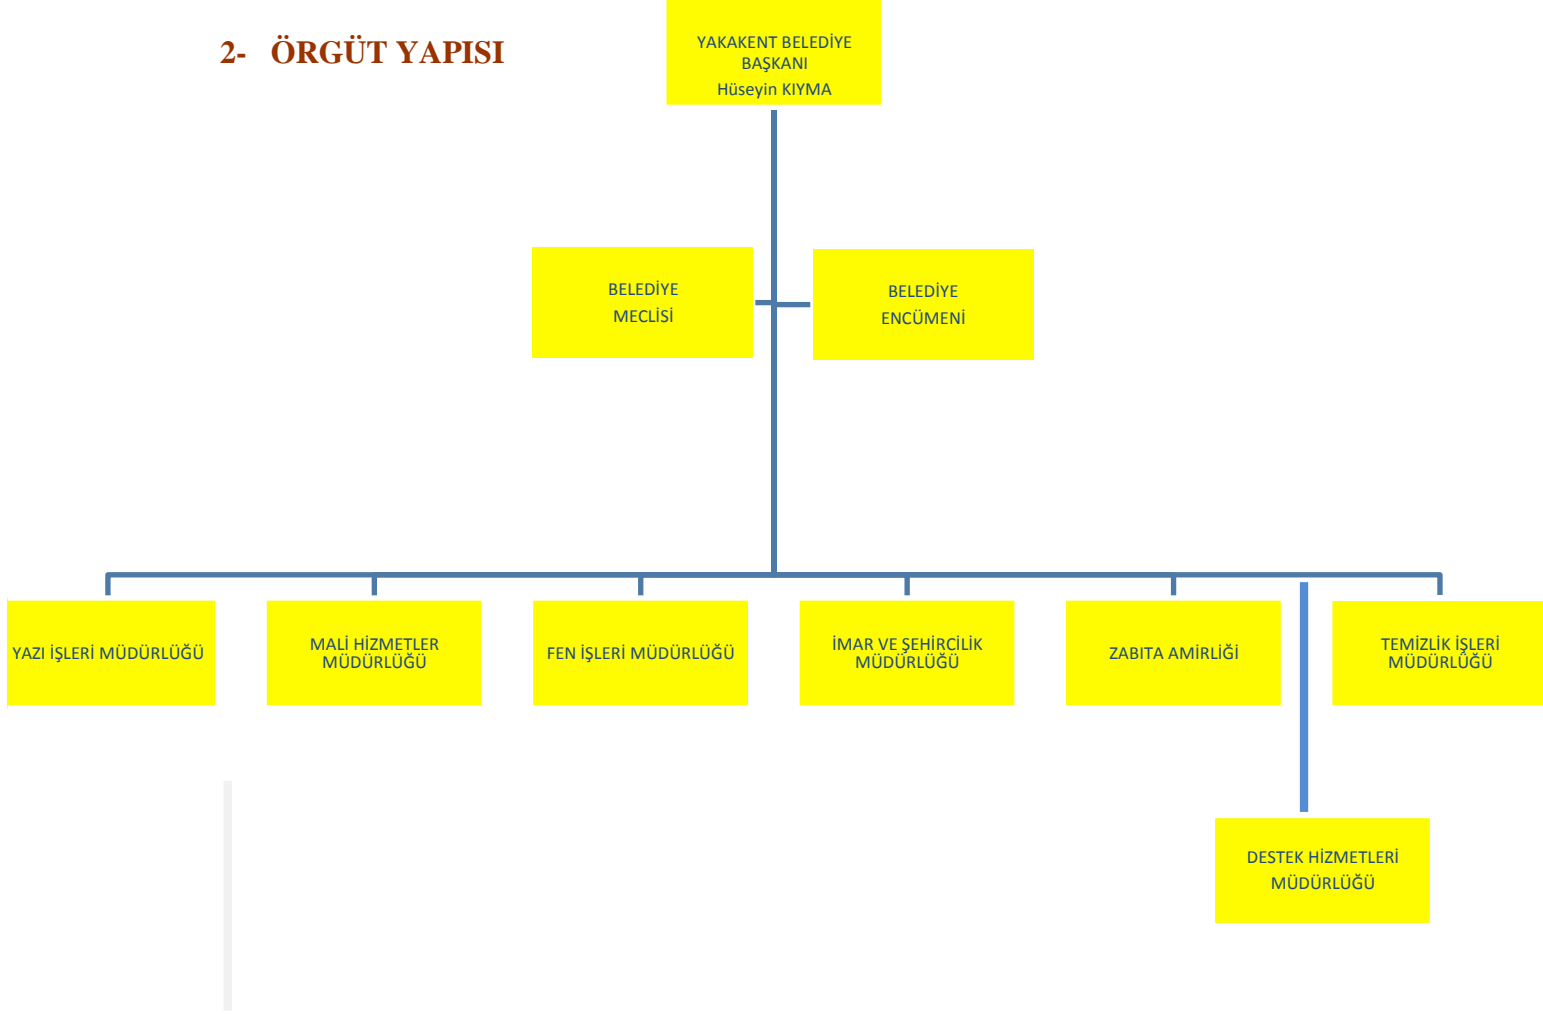 2- ÖRGÜT YAPISI
YAKAKENT BELEDİYE
BAŞKANI
Hüseyin KIYMA
BELEDİYE
MECLİSİ
BELEDİYE
ENCÜMENİ
YAZI İŞLERİ MÜDÜRLÜĞÜ
MALİ HİZMETLER
MÜDÜRLÜĞÜ
FEN İŞLERİ MÜDÜRLÜĞÜ
İMAR VE ŞEHİRCİLİK
MÜDÜRLÜĞÜ
ZABITA AMİRLİĞİ
TEMİZLİK İŞLERİ
MÜDÜRLÜĞÜ
DESTEK HİZMETLERİ
MÜDÜRLÜĞÜ